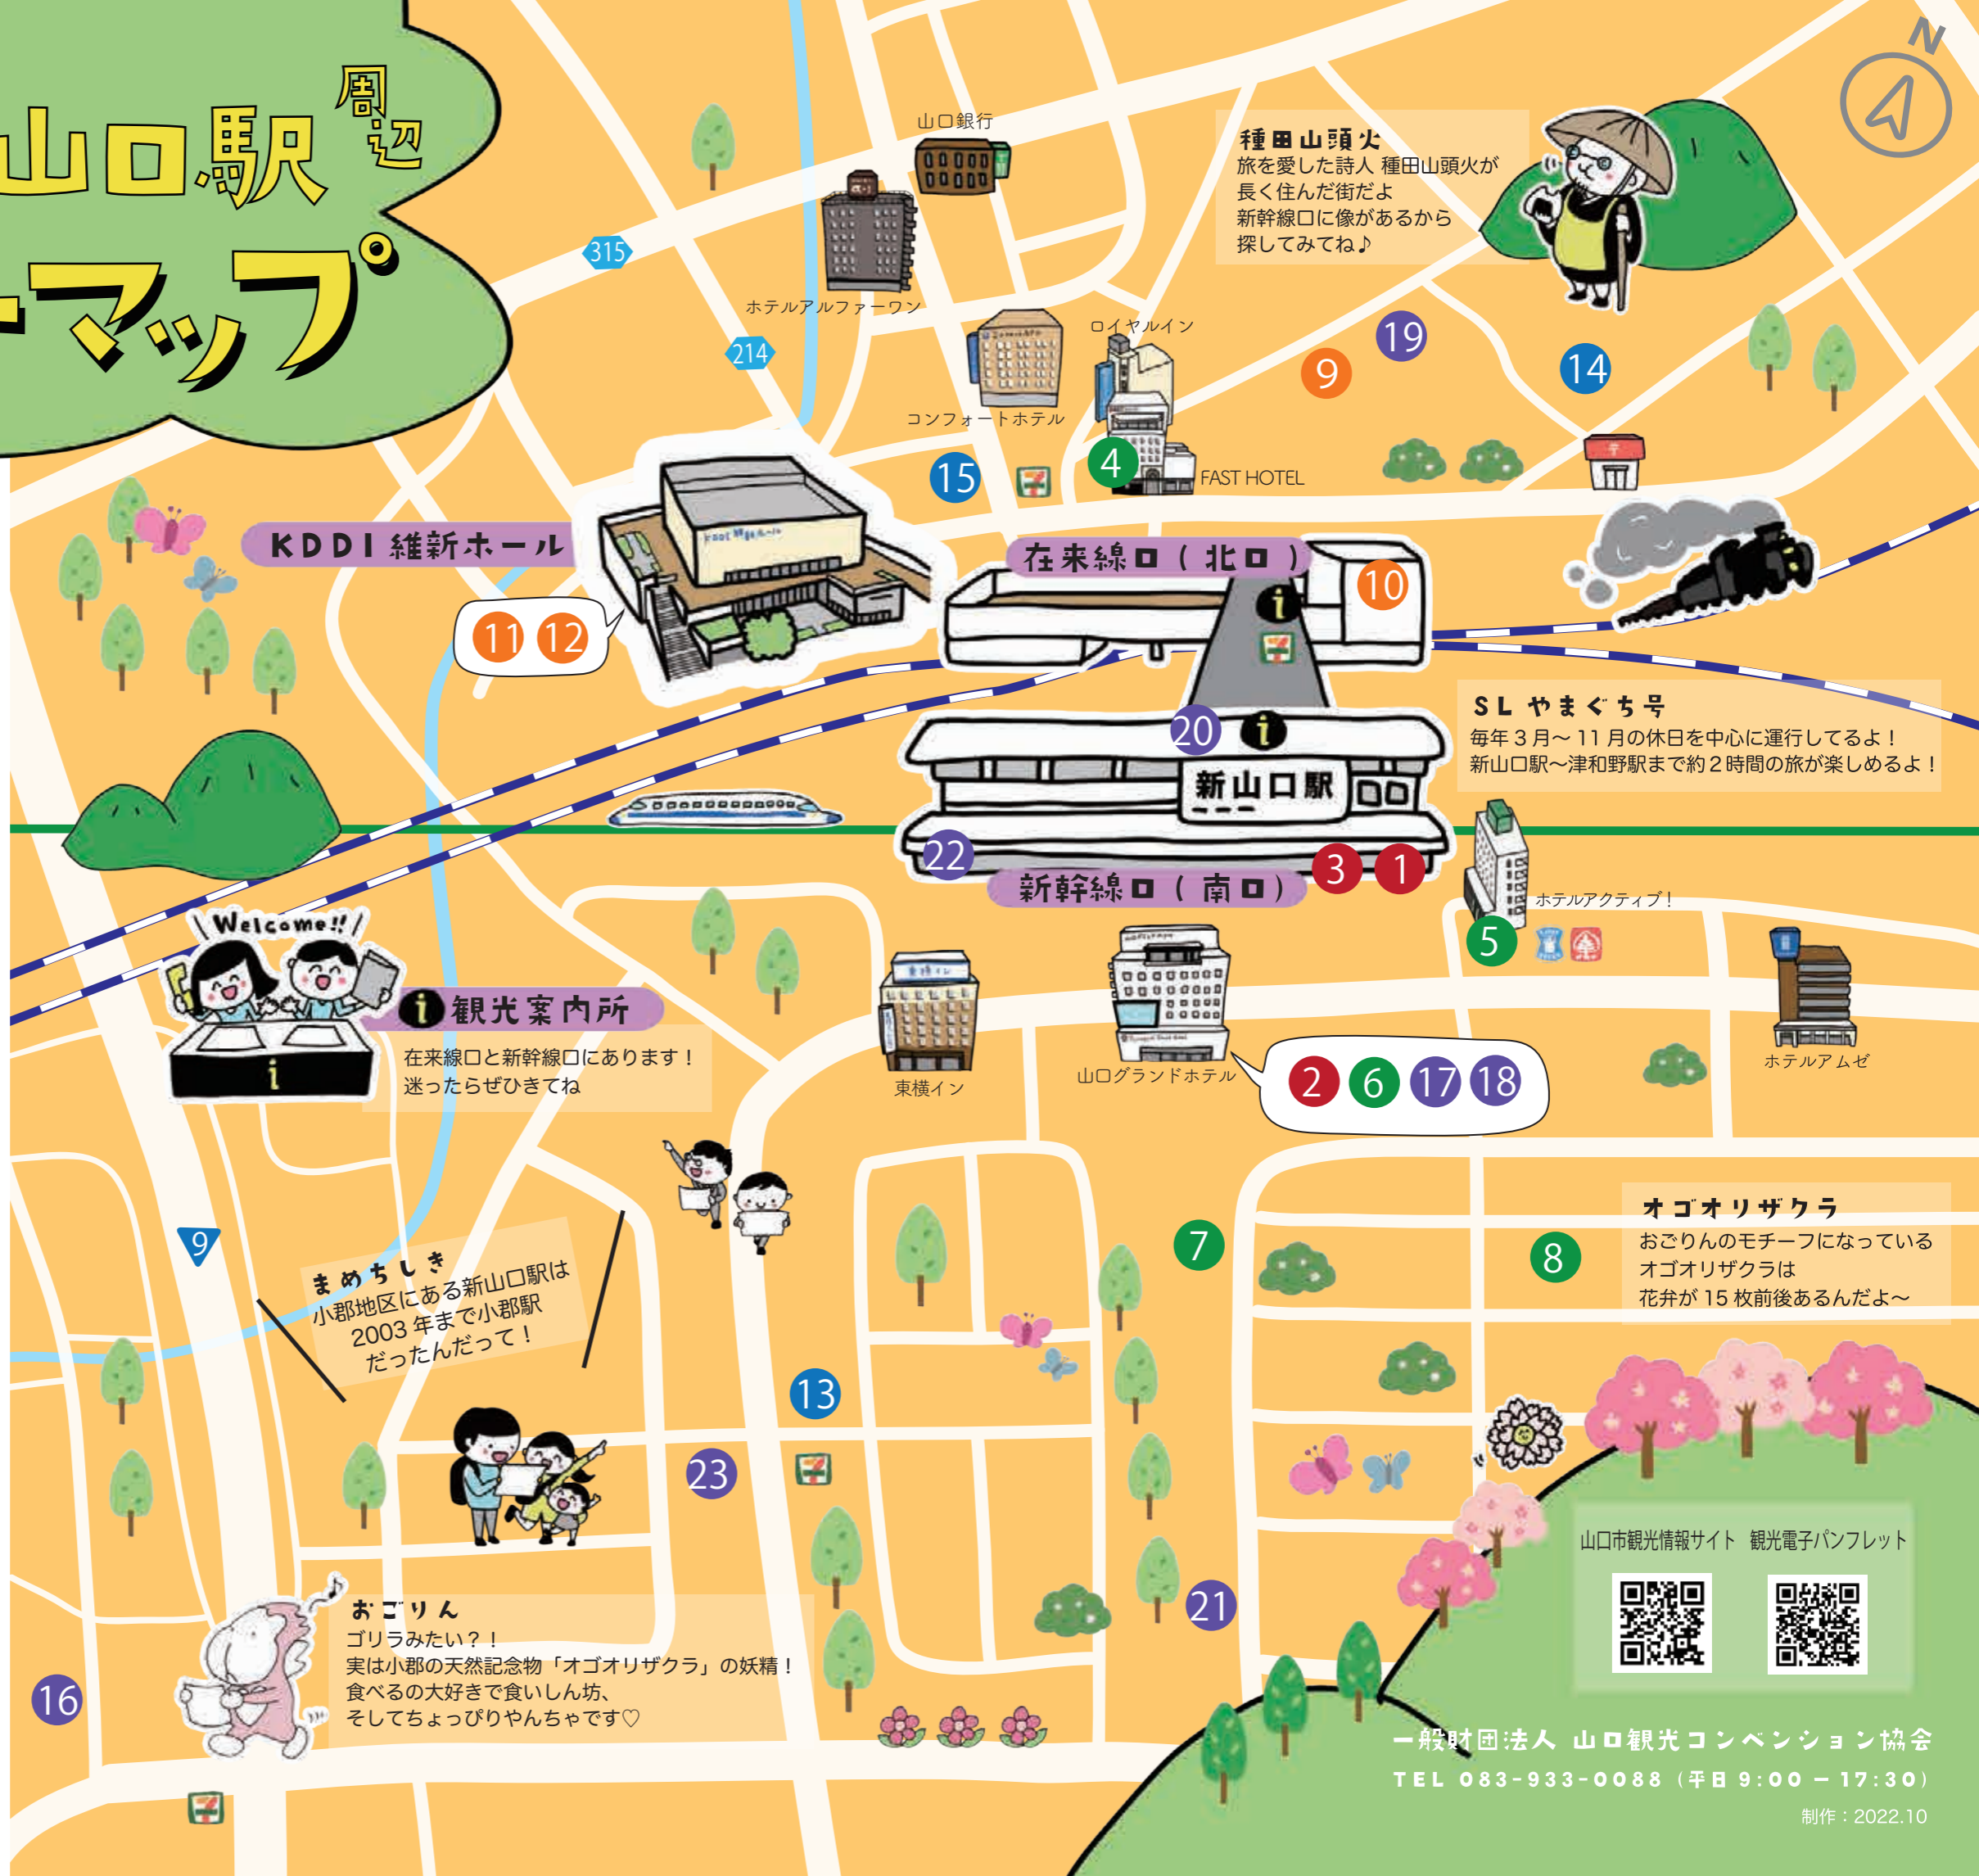 山口駅周辺
ーマップ
N
山口銀行
種田山頭火
旅を愛した詩人 種田山頭火が
長く住んだ街だよ
新幹線口に像があるから
探してみてね♪
315
ホテルアルファーワン
214
ロイヤルイン
コンフォートホテル
19
9
14
15
4
FAST HOTEL
KDDI 維新ホール
11 12
在来線口 ( 北口 )
10
i
20 i
新山口駅
22
3 1
新幹線口 ( 南口 )
SL やまぐち号
毎年 3 月～ 11 月の休日を中心に運行してるよ！
新山口駅～津和野駅まで約２時間の旅が楽しめるよ！
ホテルアクティブ！
5
Welcome!!
i 観光案内所
在来線口と新幹線口にあります！
迷ったらぜひきてね
i
東横イン
山口グランドホテル
2 6 17 18
ホテルアムゼ
9
まめちしき
小郡地区にある新山口駅は
2003 年まで小郡駅
だったんだって！
7
8
オゴオリザクラ
おごりんのモチーフになっている
オゴオリザクラは
花弁が 15 枚前後あるんだよ～
13
23
21
16
おごりん
ゴリラみたい？！
実は小郡の天然記念物「オゴオリザクラ」の妖精！
食べるの大好きで食いしん坊、
そしてちょっぴりやんちゃです♡
山口市観光情報サイト 観光電子パンフレット
一般財団法人 山口観光コンベンション協会
TEL 083-933-0088 (平日 9:00 － 17:30)
制作：2022.10